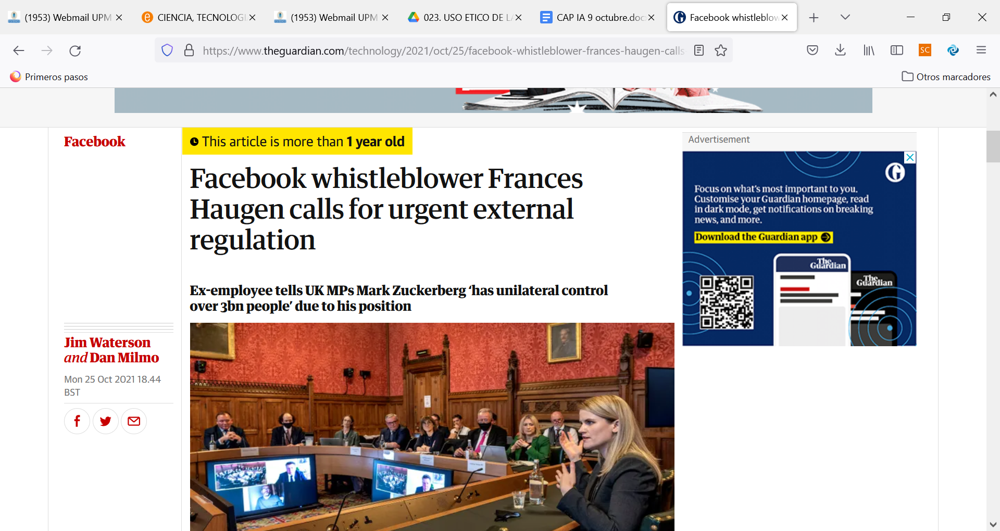 (1953) Webmail UPM
CIENCIA, TECNOLOGI
(1953) Webmail UPM
023. USO ETICO DE LA
CAP IA 9 octubre.doc
Facebook whistleblow
https://www.theguardian.com/technology/2021/oct/25/facebook-whistleblower-frances-haugen-calls-
SC
Primeros pasos
Otros marcadores
Facebook
This article is more than 1 year old
Facebook whistleblower Frances
Haugen calls for urgent external
regulation
Ex-employee tells UK MPs Mark Zuckerberg ‘has unilateral control
over 3bn people’ due to his position
Jim Waterson
and Dan Milmo
Mon 25 Oct 2021 18.44
BST
Advertisement
Focus on what’s most important to you.
Customise your Guardian homepage, read
in dark mode, get notifications on breaking
news, and more.
Download the Guardian app
The
Guardian
The
Guardian